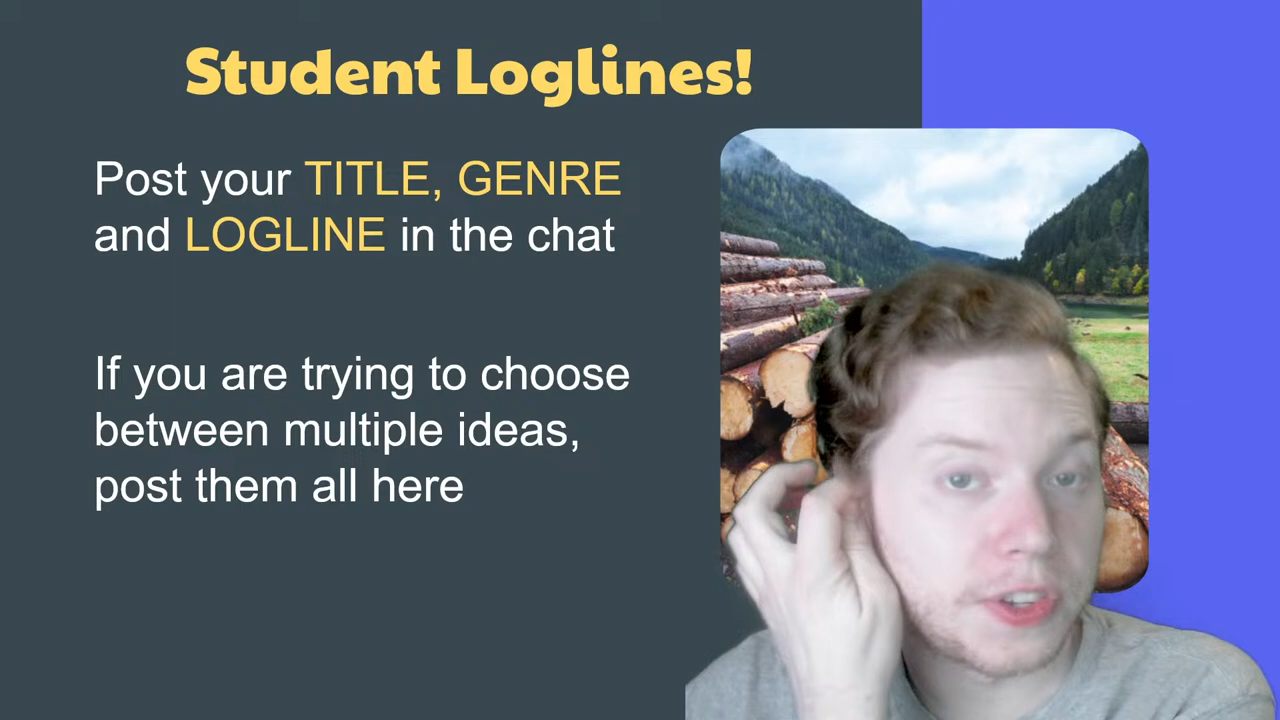 Student Loglines!
Post your TITLE, GENRE
and LOGLINE in the chat
If you are trying to choose
between multiple ideas,
post them all here